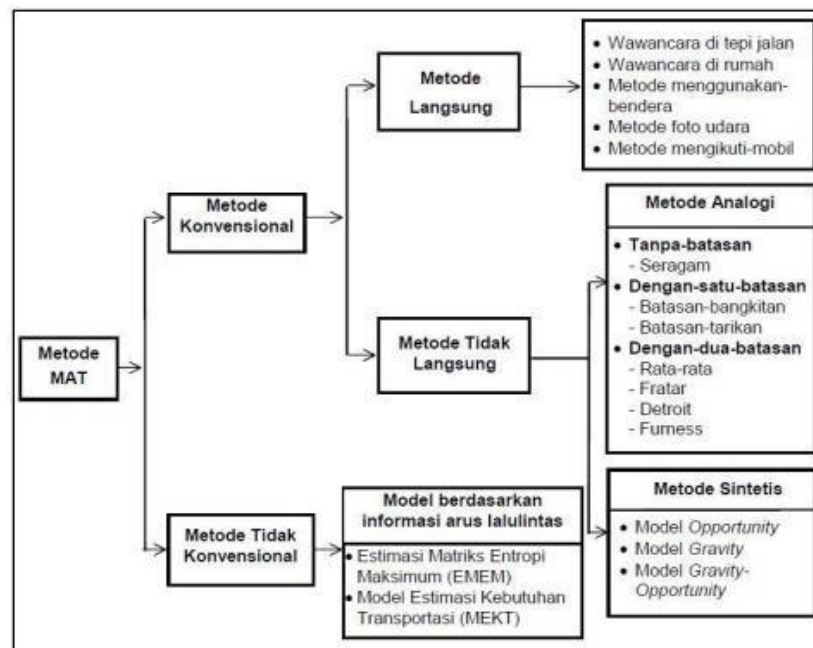 Metode
MAT
Metode
Konvensional
Metode Tidak
Konvensional
Metode
Langsung
Metode Tidak
Langsung
Model berdasarkan
informasi arus lalulintas
• Estimasi Matriks Entropi
Maksimum (EMEM)
• Model Estimasi Kebutuhan
Transportasi (MEKT)
• Wawancara di tepi jalan
• Wawancara di rumah
• Metode menggunakan-
bendera
• Metode foto udara
• Metode mengikuti-mobil
Metode Analogi
• Tanpa-batasan
- Seragam
• Dengan-satu-batasan
- Batasan-bangkitan
- Batasan-tarikan
• Dengan-dua-batasan
- Rata-rata
- Fratar
- Detroit
- Furness
Metode Sintetis
• Model Opportunity
• Model Gravity
• Model Gravity-
Opportunity